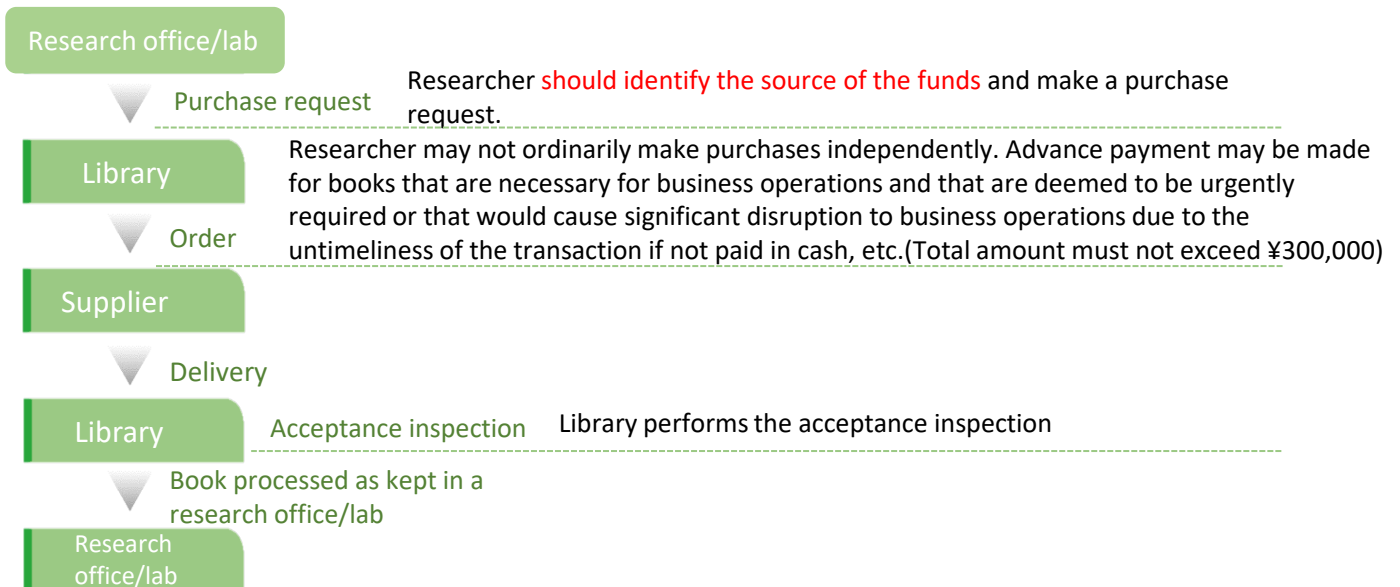 Research office/lab
Purchase request
Researcher should identify the source of the funds and make a purchase
request.
Library
Researcher may not ordinarily make purchases independently. Advance payment may be made
for books that are necessary for business operations and that are deemed to be urgently
required or that would cause significant disruption to business operations due to the
untimeliness of the transaction if not paid in cash, etc.(Total amount must not exceed ¥300,000)
Order
Supplier
Delivery
Library
Acceptance inspection
Library performs the acceptance inspection
Book processed as kept in a
research office/lab
Research
office/lab